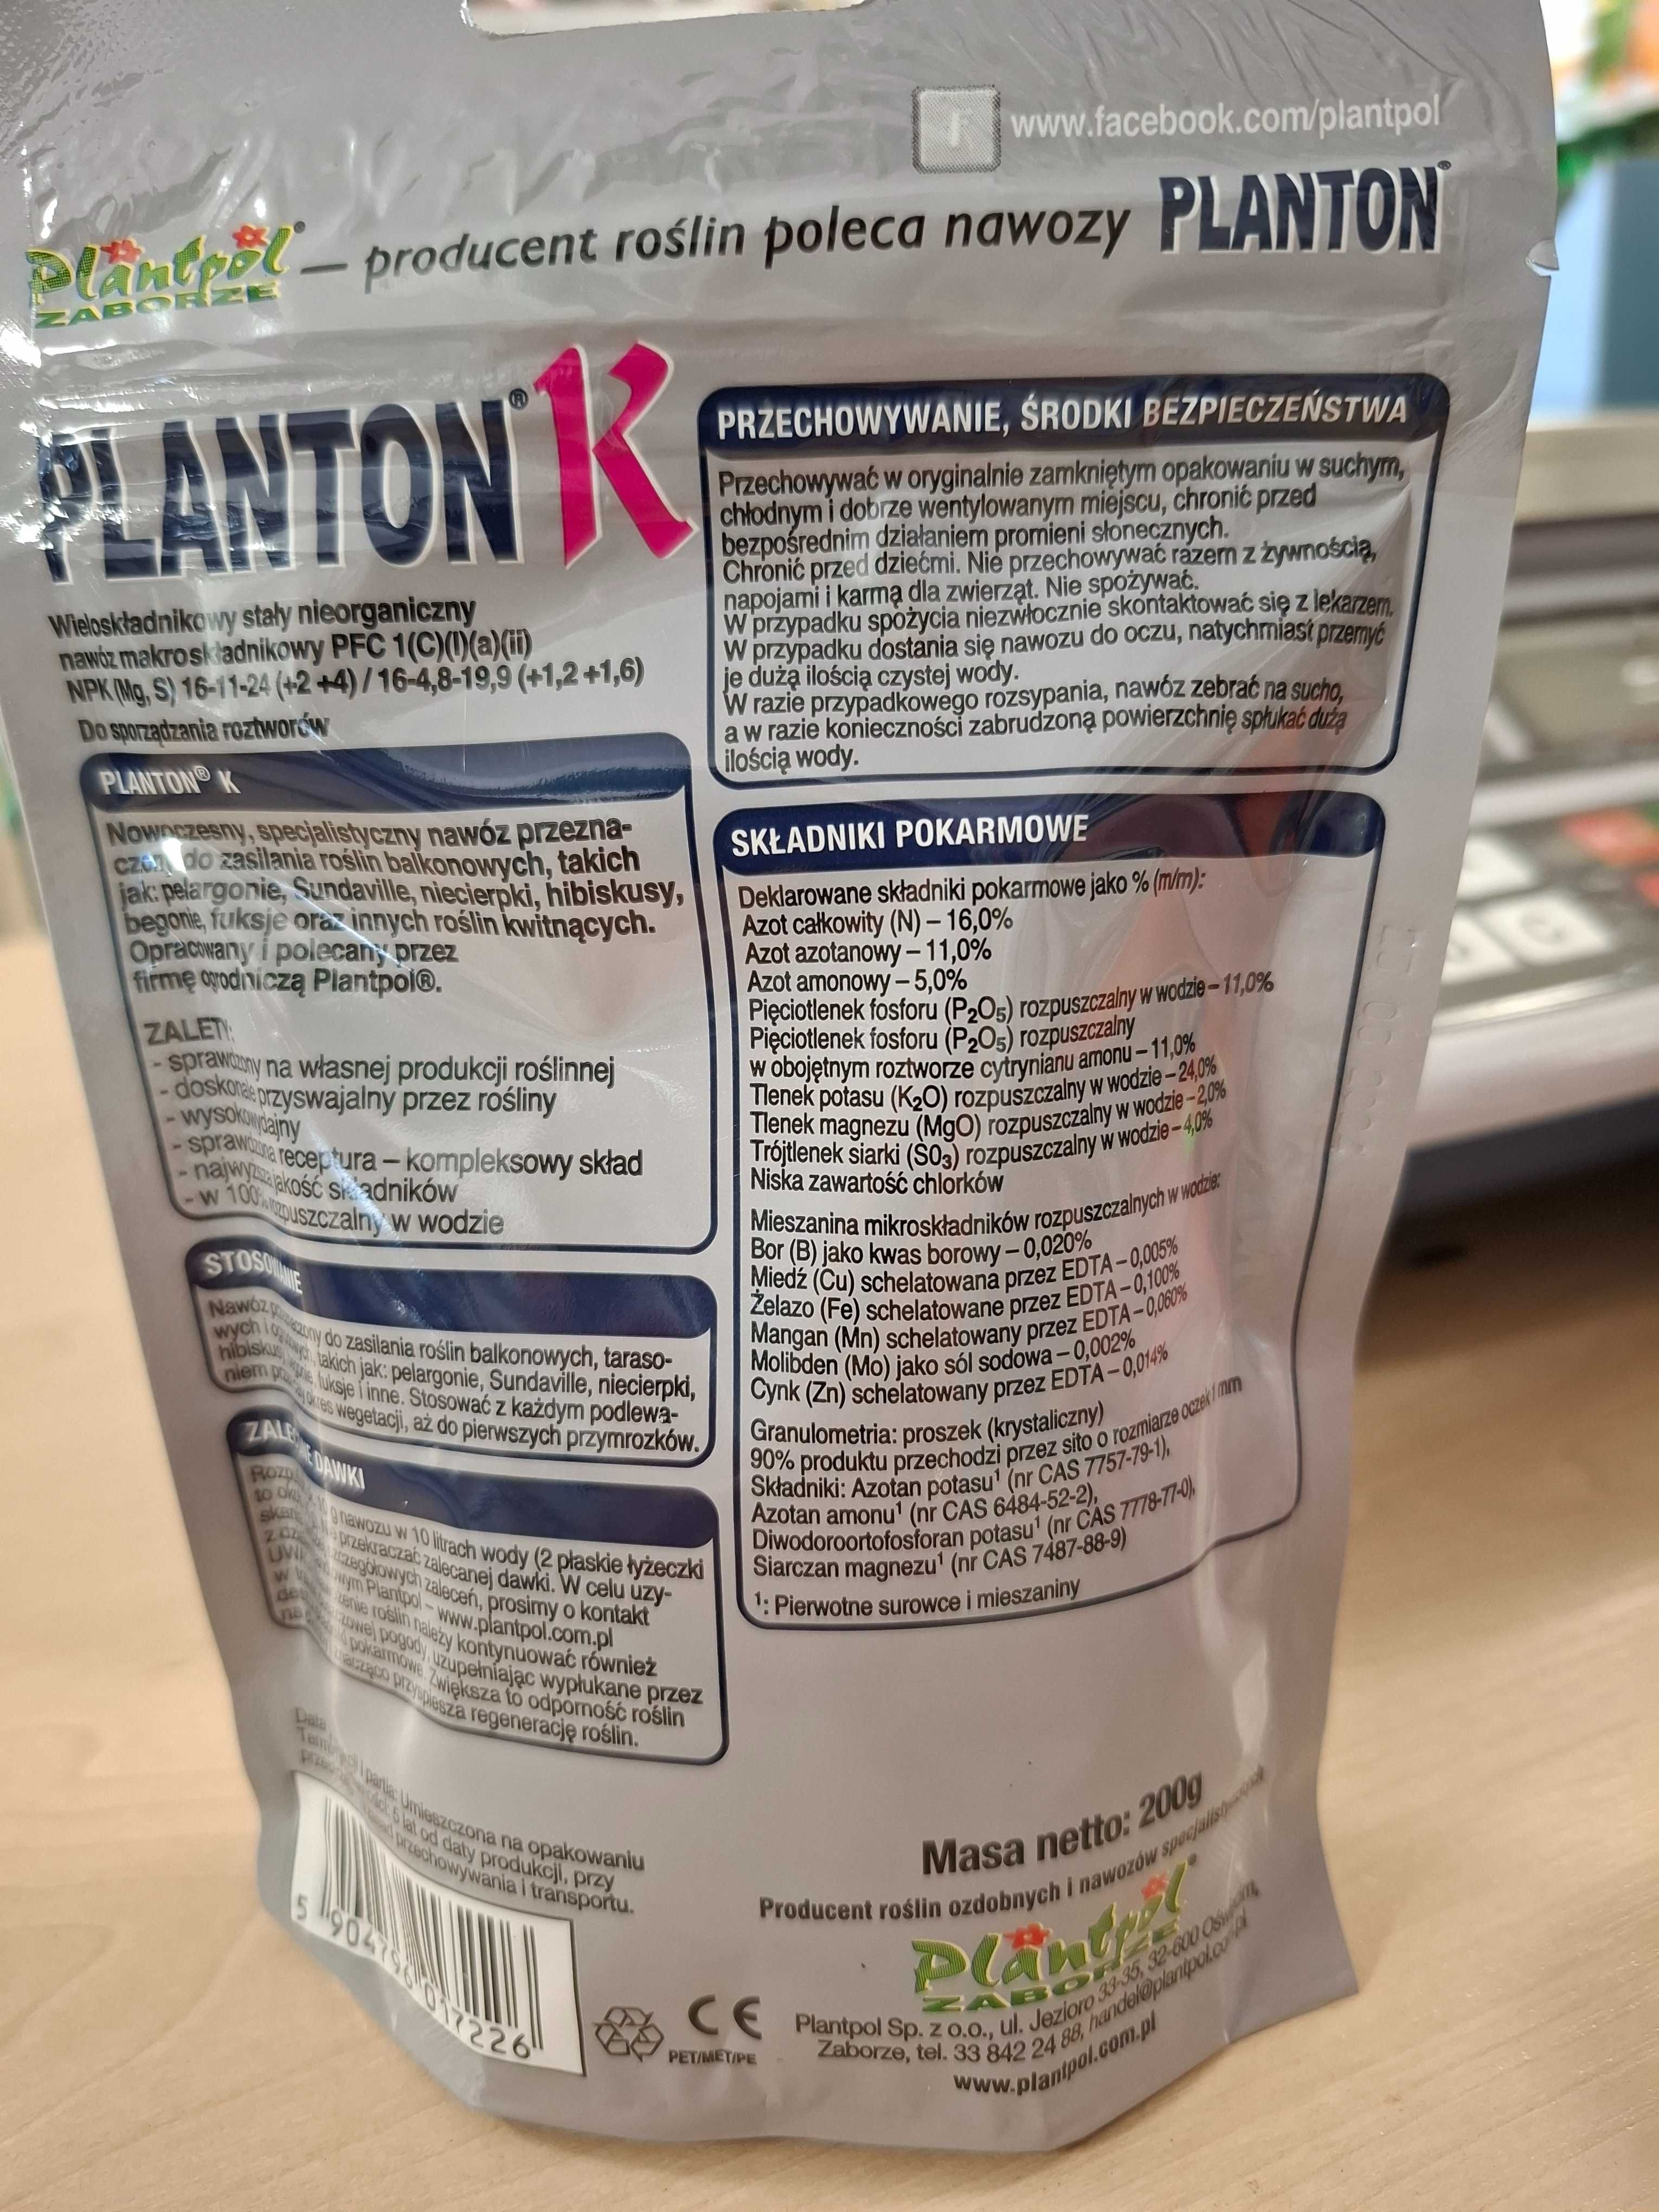 www.facebook.com/plantpol
Plantpol® – producent roślin poleca nawozy PLANTON®
ZABORZE
PLANTON® K
Wieloskładnikowy stały nieorganiczny
nawóz makroskładnikowy PFC 1(C)(I)(a)(ii)
NPK (Mg, S) 16-11-24 (+2 +4) / 16-4,8-19,9 (+1,2 +1,6)
Do sporządzania roztworów
PLANTON® K
Nowoczesny, specjalistyczny nawóz przezna-
czony do zasilania roślin balkonowych, takich
jak: pelargonie, Sundaville, niecierpki, hibiskusy,
begonie, fuksje oraz innych roślin kwitnących.
Opracowany i polecany przez
firmę ogrodniczą Plantpol®.
ZALETY:
- sprawdzony na własnej produkcji roślinnej
- doskonale przyswajalny przez rośliny
- wysokowydajny
- sprawdzona receptura – kompleksowy skład
- najwyższa jakość składników
- w 100% rozpuszczalny w wodzie
STOSOWANIE
Nawóz przeznaczony do zasilania roślin balkonowych, taraso-
wych i ogrodowych, takich jak: pelargonie, Sundaville, niecierpki,
hibiskusy, fuksje i inne. Stosować z każdym podlewa-
niem przez okres wegetacji, aż do pierwszych przymrozków.
ZALECANE DAWKI
g nawozu w 10 litrach wody (2 płaskie łyżeczki
przekraczać zalecanej dawki. W celu uzy-
skania szczegółowych zaleceń, prosimy o kontakt
Plantpol – www.plantpol.com.pl
roślin należy kontynuować również
pogody, uzupełniając wypłukane przez
pokarmowe. Zwiększa to odporność roślin
znacząco przyspiesza regenerację roślin.
Data i partia: Umieszczona na opakowaniu
5 lat od daty produkcji, przy
przechowywania i transportu.
5 904796 017226
PET/MET/PE
CE
PRZECHOWYWANIE, ŚRODKI BEZPIECZEŃSTWA
Przechowywać w oryginalnie zamkniętym opakowaniu w suchym,
chłodnym i dobrze wentylowanym miejscu, chronić przed
bezpośrednim działaniem promieni słonecznych.
Chronić przed dziećmi. Nie przechowywać razem z żywnością,
napojami i karmą dla zwierząt. Nie spożywać.
W przypadku spożycia niezwłocznie skontaktować się z lekarzem.
W przypadku dostania się nawozu do oczu, natychmiast przemyć
je dużą ilością czystej wody.
W razie przypadkowego rozsypania, nawóz zebrać na sucho,
a w razie konieczności zabrudzoną powierzchnię spłukać dużą
ilością wody.
SKŁADNIKI POKARMOWE
Deklarowane składniki pokarmowe jako % (m/m):
Azot całkowity (N) – 16,0%
Azot azotanowy – 11,0%
Azot amonowy – 5,0%
Pięciotlenek fosforu (P₂O₅) rozpuszczalny w wodzie – 11,0%
Pięciotlenek fosforu (P₂O₅) rozpuszczalny
w obojętnym roztworze cytrynianu amonu – 11,0%
Tlenek potasu (K₂O) rozpuszczalny w wodzie – 24,0%
Tlenek magnezu (MgO) rozpuszczalny w wodzie – 2,0%
Trójtlenek siarki (SO₃) rozpuszczalny w wodzie – 4,0%
Niska zawartość chlorków
Mieszanina mikroskładników rozpuszczalnych w wodzie:
Bor (B) jako kwas borowy – 0,020%
Miedź (Cu) schelatowana przez EDTA – 0,005%
Żelazo (Fe) schelatowane przez EDTA – 0,100%
Mangan (Mn) schelatowany przez EDTA – 0,060%
Molibden (Mo) jako sól sodowa – 0,002%
Cynk (Zn) schelatowany przez EDTA – 0,014%
Granulometria: proszek (krystaliczny)
90% produktu przechodzi przez sito o rozmiarze oczek 1 mm
Składniki: Azotan potasu¹ (nr CAS 7757-79-1),
Azotan amonu¹ (nr CAS 6484-52-2),
Diwodoroortofosforan potasu¹ (nr CAS 7778-77-0),
Siarczan magnezu¹ (nr CAS 7487-88-9)
¹: Pierwotne surowce i mieszaniny
Masa netto: 200g
Producent roślin ozdobnych i nawozów specjalistycznych
Plantpol®
ZABORZE
Plantpol Sp. z o.o., ul. Jezioro 33-35, 32-600 Oświęcim,
Zaborze, tel. 33 842 24 88, handel@plantpol.com.pl
www.plantpol.com.pl